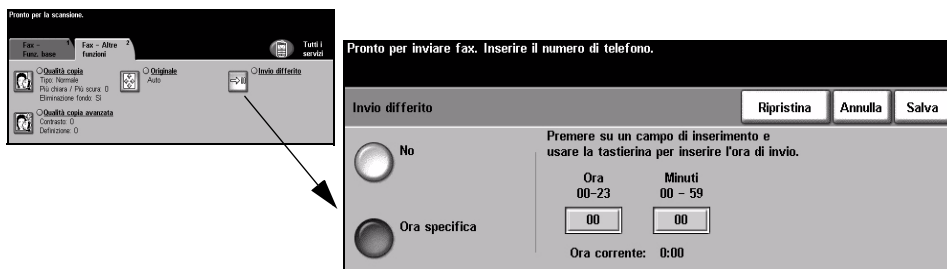 Pronto per la scansione.
Fax – Funz. base 1
Fax – Altre funzioni 2
Tutti i servizi
Qualità copia
Tipo: Normale
Più chiara / Più scura: 0
Eliminazione fondo: Sì
Originale
Auto
Invio differito
Qualità copia avanzata
Contrasto: 0
Definizione: 0
Pronto per inviare fax. Inserire il numero di telefono.
Invio differito
Ripristina
Annulla
Salva
No
Ora specifica
Premere su un campo di inserimento e
usare la tastierina per inserire l'ora di invio.
Ora
00-23
Minuti
00 – 59
00
00
Ora corrente: 0:00